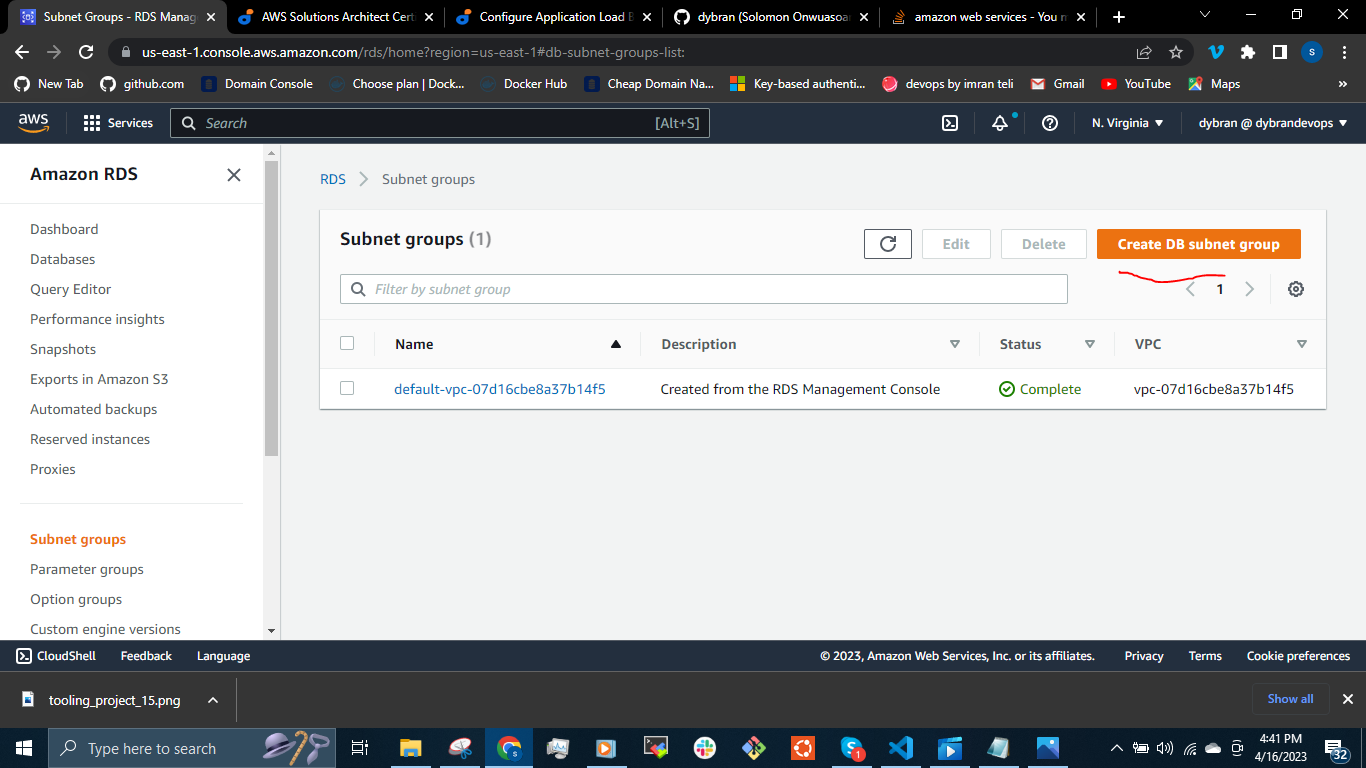 Subnet Groups - RDS Manag
AWS Solutions Architect Cert
Configure Application Load B
dybran (Solomon Onwuasoan
amazon web services - You n
us-east-1.console.aws.amazon.com/rds/home?region=us-east-1#db-subnet-groups-list:
S
New Tab
github.com
Domain Console
Choose plan | Dock...
Docker Hub
Cheap Domain Na...
Key-based authenti...
devops by imran teli
Gmail
YouTube
Maps
»
aws
Services
Search
[Alt+S]
N. Virginia
dybran @ dybrandevops
Amazon RDS
Dashboard
Databases
Query Editor
Performance insights
Snapshots
Exports in Amazon S3
Automated backups
Reserved instances
Proxies
Subnet groups
Parameter groups
Option groups
Custom engine versions
RDS
Subnet groups
Subnet groups (1)
Edit
Delete
Create DB subnet group
Filter by subnet group
1
Name
Description
Status
VPC
default-vpc-07d16cbe8a37b14f5
Created from the RDS Management Console
Complete
vpc-07d16cbe8a37b14f5
CloudShell
Feedback
Language
© 2023, Amazon Web Services, Inc. or its affiliates.
Privacy
Terms
Cookie preferences
tooling_project_15.png
Show all
Type here to search
S
1
4:41 PM
4/16/2023
32